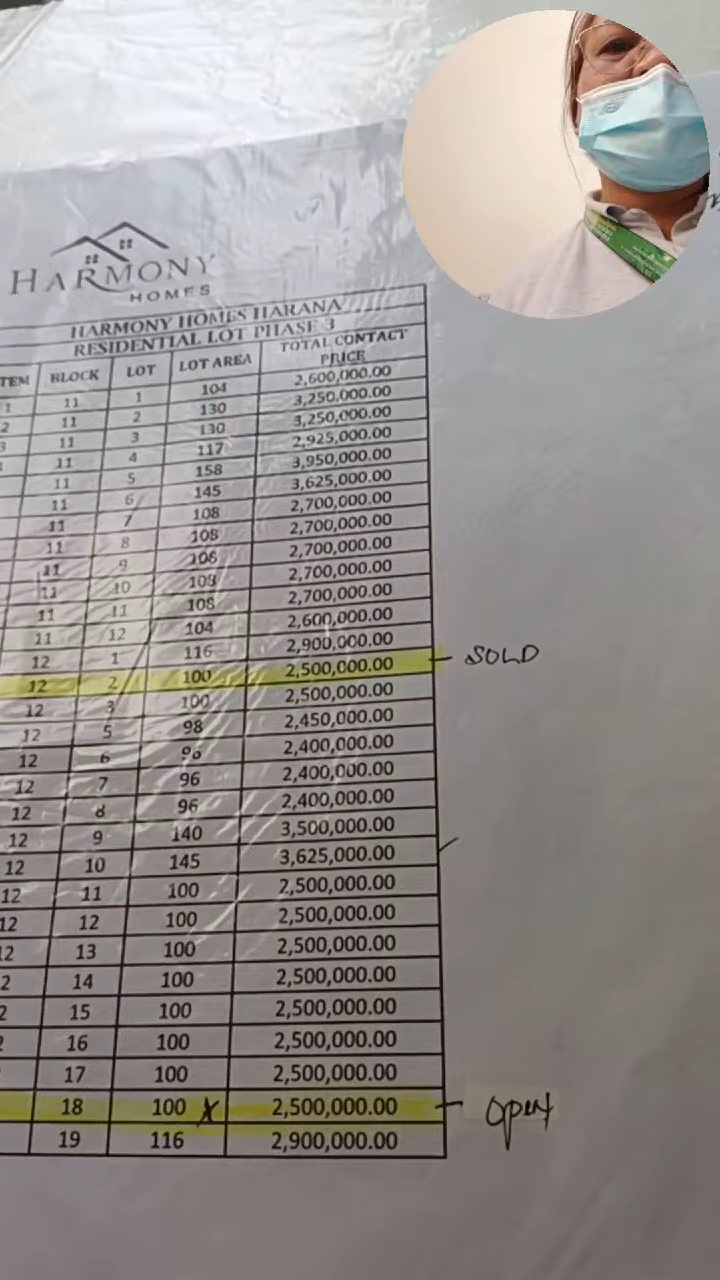 HARMONY
HOMES
HARMONY HOMES HARANA
RESIDENTIAL LOT PHASE 3
TEM BLOCK LOT LOT AREA TOTAL CONTACT PRICE
1 11 1 104 2,600,000.00
2 11 2 130 3,250,000.00
3 11 3 130 3,250,000.00
11 4 117 2,925,000.00
11 5 158 3,950,000.00
11 6 145 3,625,000.00
11 7 108 2,700,000.00
11 8 108 2,700,000.00
11 9 108 2,700,000.00
11 10 108 2,700,000.00
11 11 108 2,700,000.00
11 12 104 2,600,000.00
12 1 116 2,900,000.00
12 2 100 2,500,000.00 – SOLD
12 3 100 2,500,000.00
12 5 98 2,450,000.00
12 6 96 2,400,000.00
12 7 96 2,400,000.00
12 8 96 2,400,000.00
12 9 140 3,500,000.00
12 10 145 3,625,000.00
12 11 100 2,500,000.00
12 12 100 2,500,000.00
12 13 100 2,500,000.00
2 14 100 2,500,000.00
2 15 100 2,500,000.00
2 16 100 2,500,000.00
17 100 2,500,000.00
18 100 x 2,500,000.00 – open
19 116 2,900,000.00